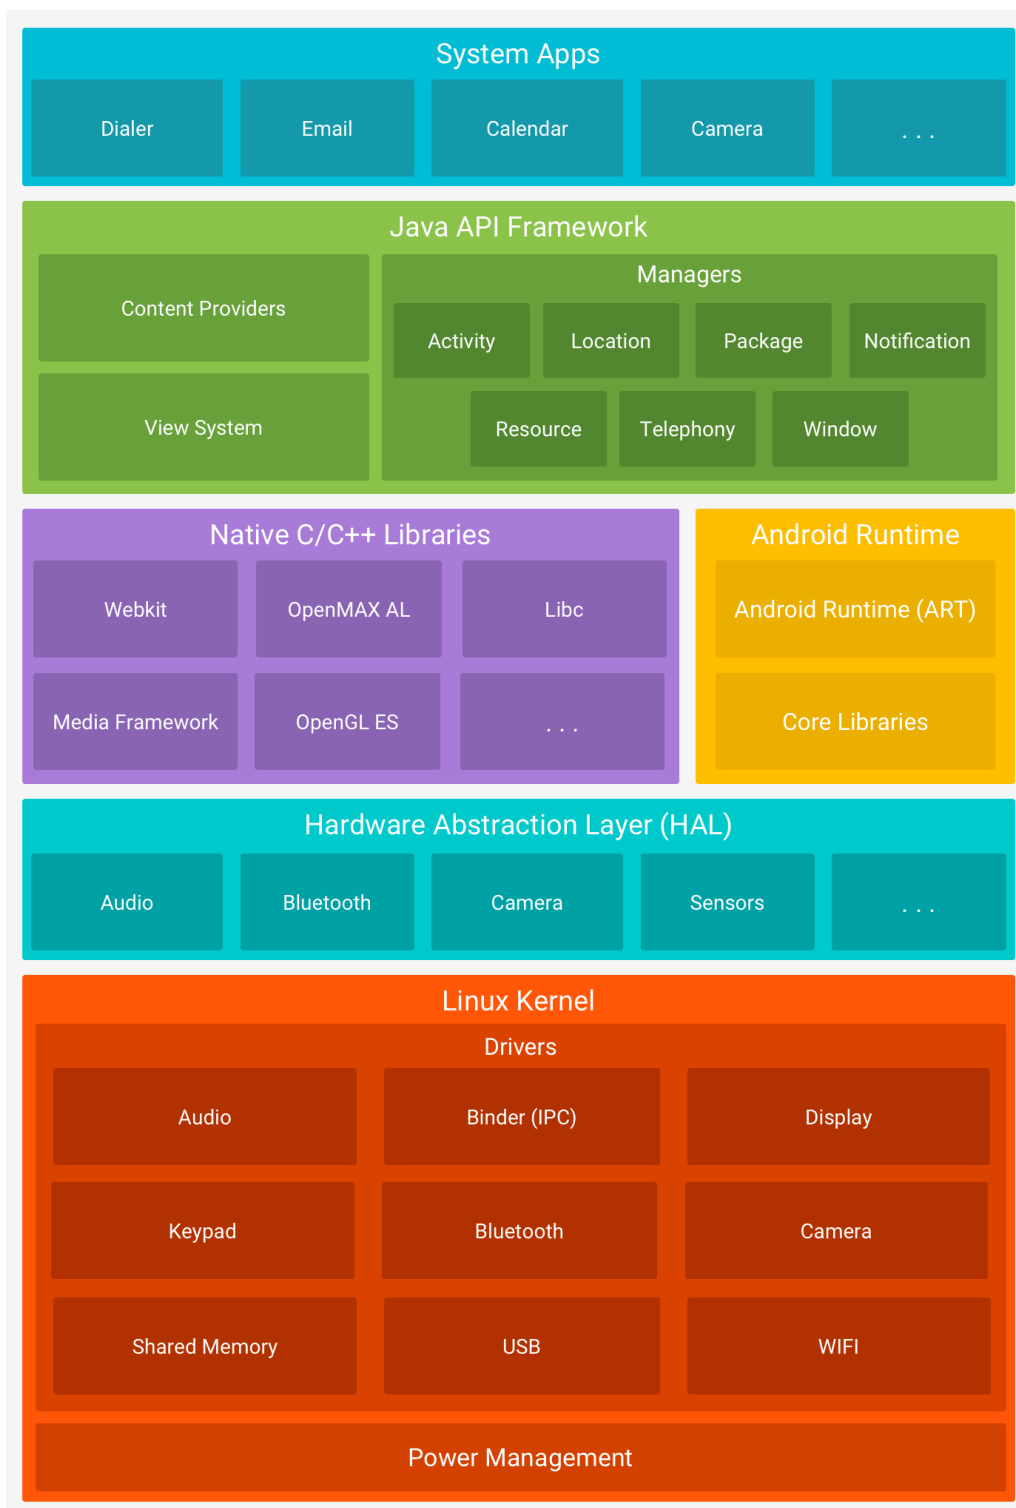 System Apps
Dialer
Email
Calendar
Camera
. . .
Java API Framework
Content Providers
View System
Managers
Activity
Location
Package
Notification
Resource
Telephony
Window
Native C/C++ Libraries
Webkit
OpenMAX AL
Libc
Media Framework
OpenGL ES
. . .
Android Runtime
Android Runtime (ART)
Core Libraries
Hardware Abstraction Layer (HAL)
Audio
Bluetooth
Camera
Sensors
. . .
Linux Kernel
Drivers
Audio
Binder (IPC)
Display
Keypad
Bluetooth
Camera
Shared Memory
USB
WIFI
Power Management